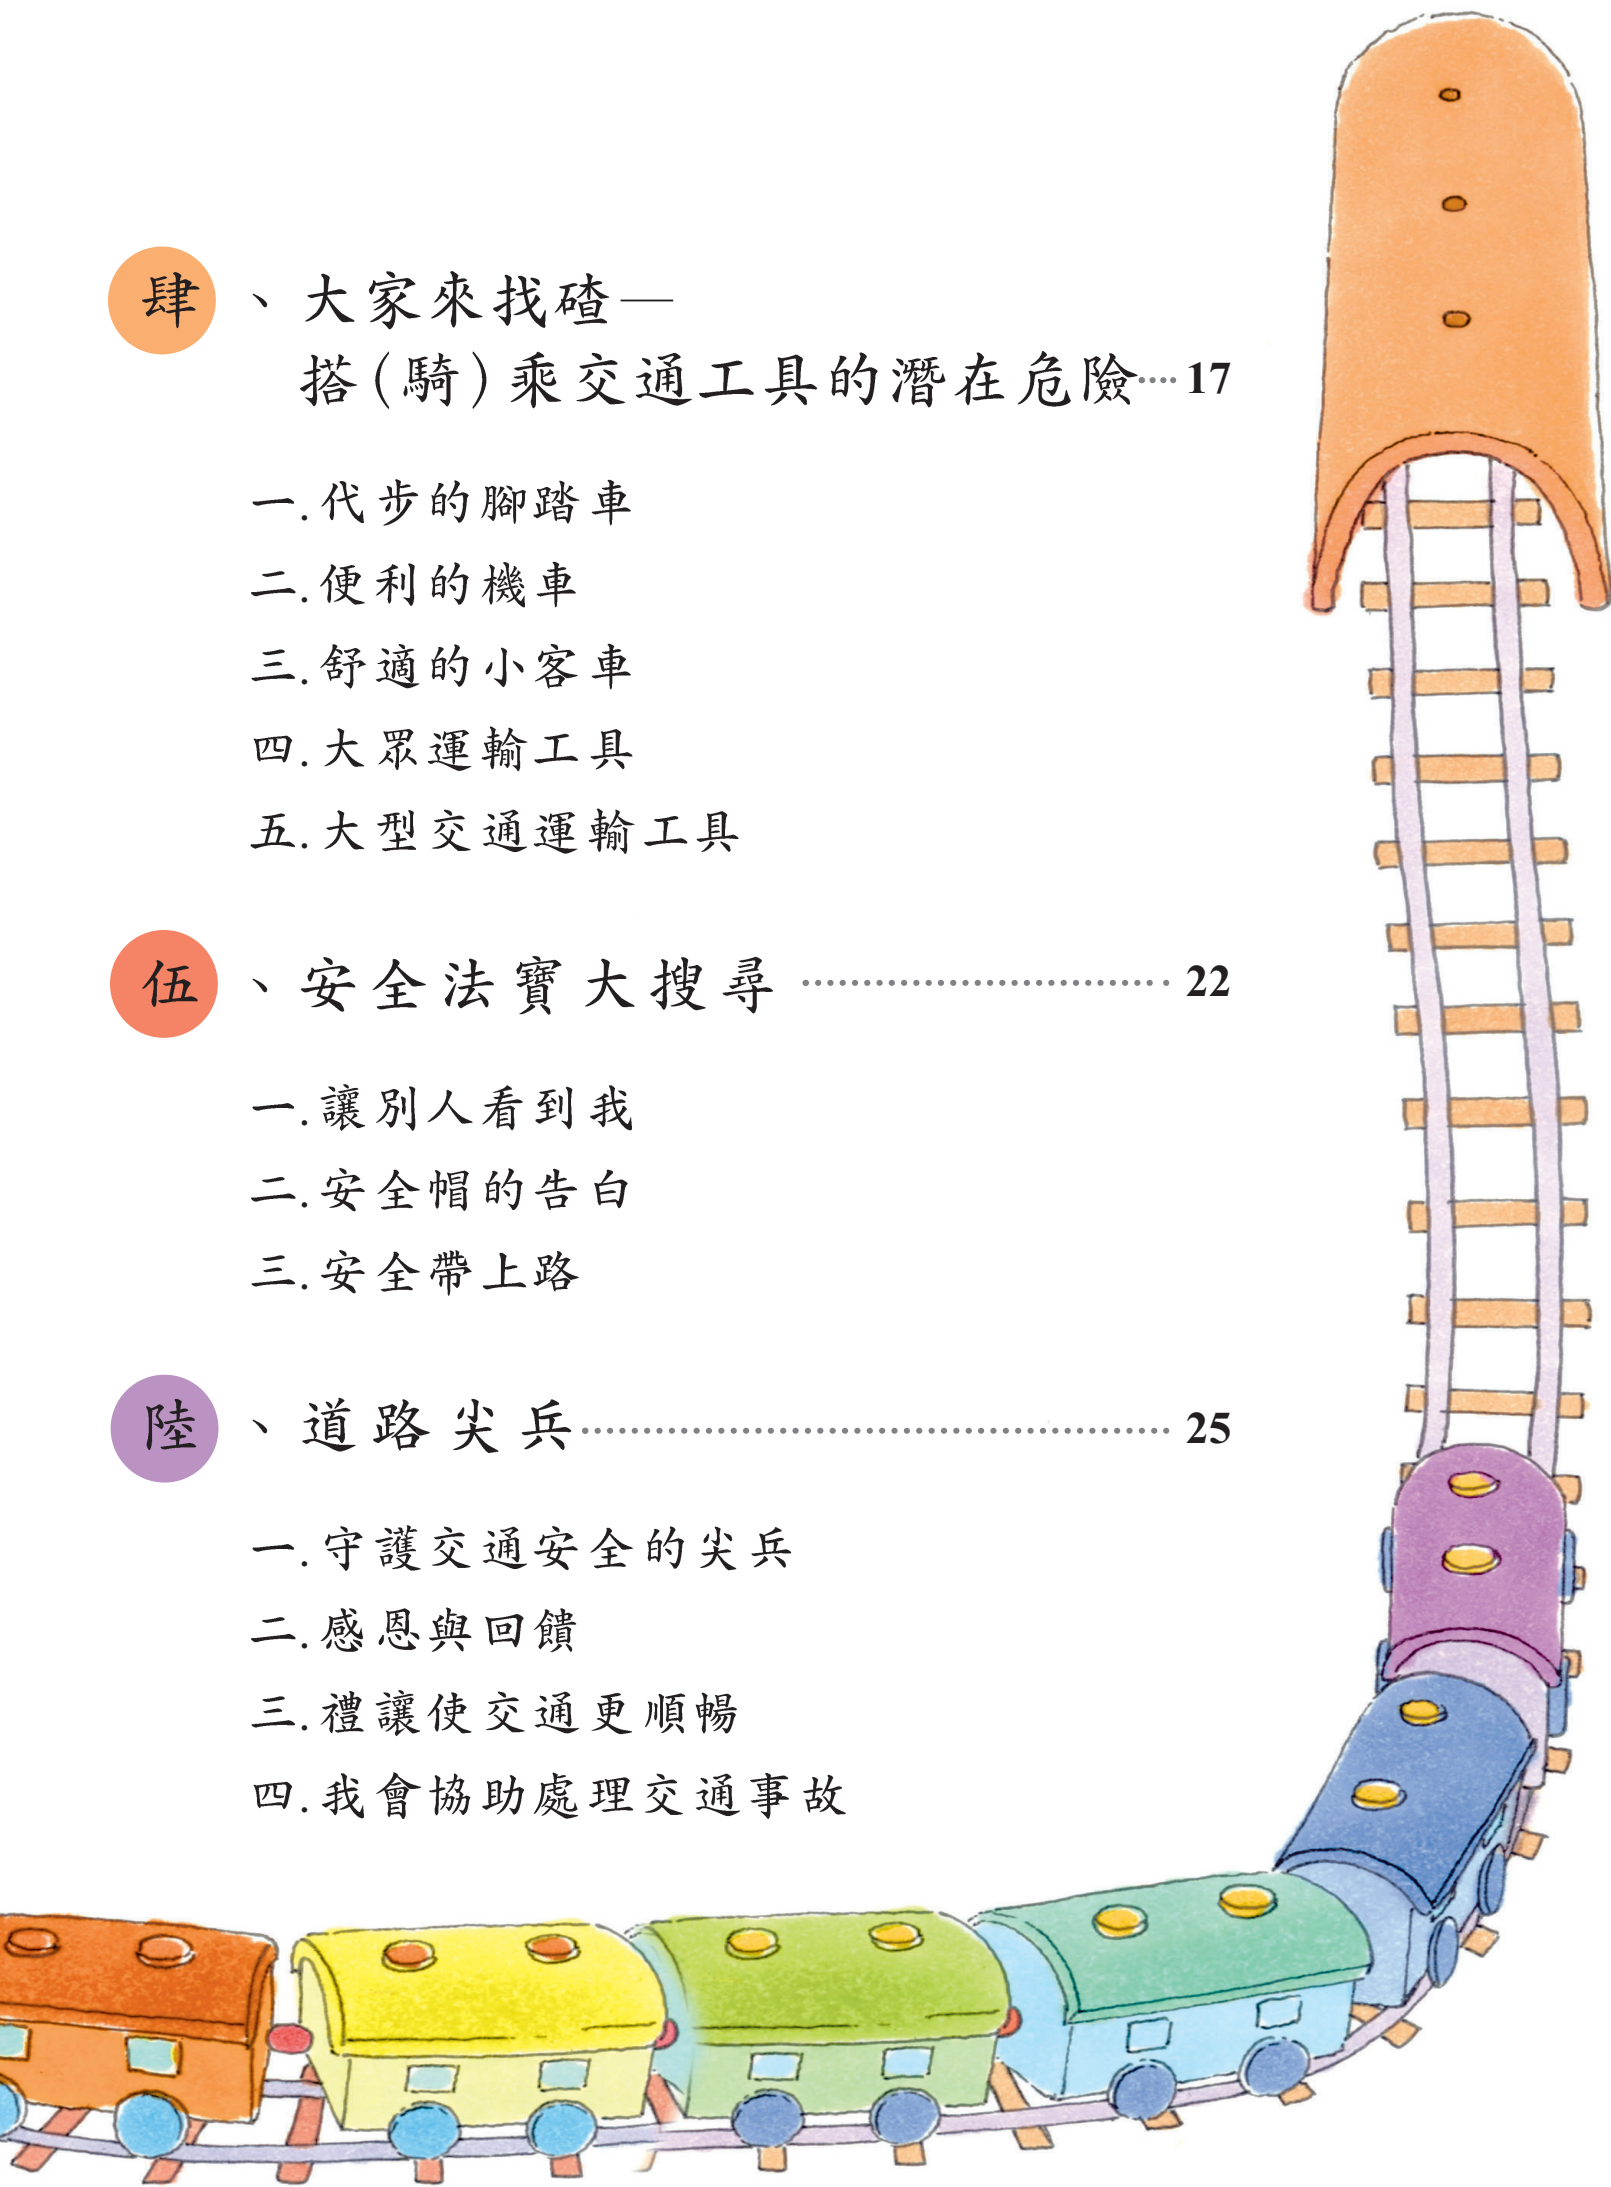 肆、大家來找碴—
搭(騎)乘交通工具的潛在危險····17
一.代步的腳踏車
二.便利的機車
三.舒適的小客車
四.大眾運輸工具
五.大型交通運輸工具
伍、安全法寶大搜尋······························22
一.讓別人看到我
二.安全帽的告白
三.安全帶上路
陸、道路尖兵················································25
一.守護交通安全的尖兵
二.感恩與回饋
三.禮讓使交通更順暢
四.我會協助處理交通事故